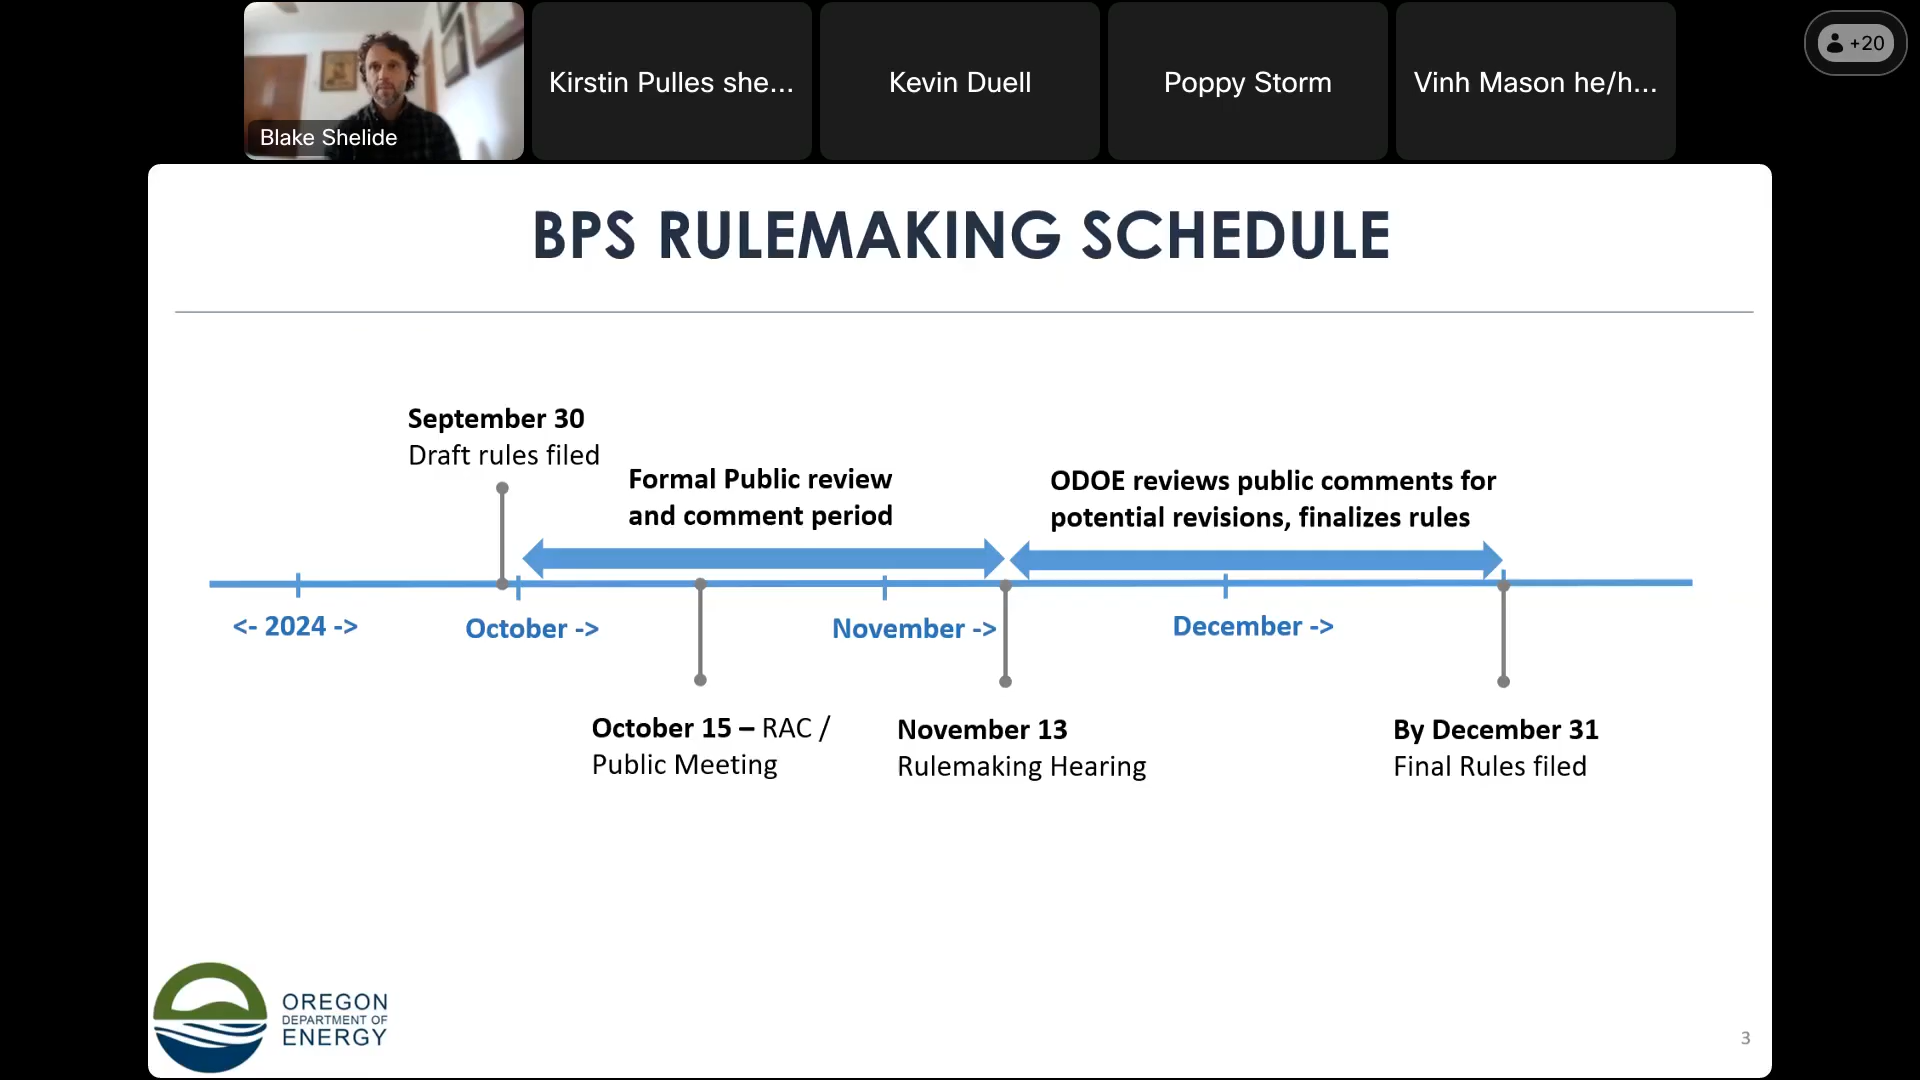 Blake Shelide
Kirstin Pulles she...
Kevin Duell
Poppy Storm
Vinh Mason he/h...
+20
BPS RULEMAKING SCHEDULE
September 30
Draft rules filed
Formal Public review
and comment period
ODOE reviews public comments for
potential revisions, finalizes rules
<- 2024 ->
October ->
November ->
December ->
October 15 – RAC /
Public Meeting
November 13
Rulemaking Hearing
By December 31
Final Rules filed
OREGON
DEPARTMENT OF
ENERGY
3